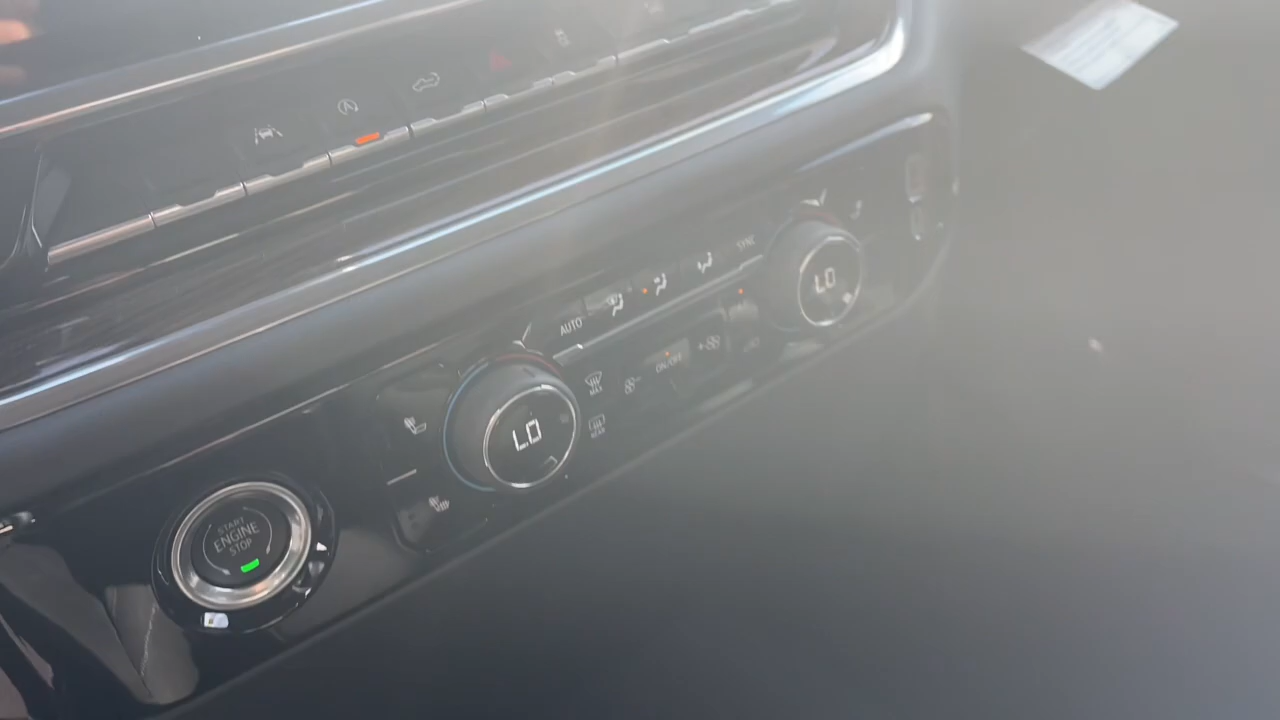 SYNC
AUTO
LO
ON/OFF
MAX
REAR
LO
START
ENGINE
STOP